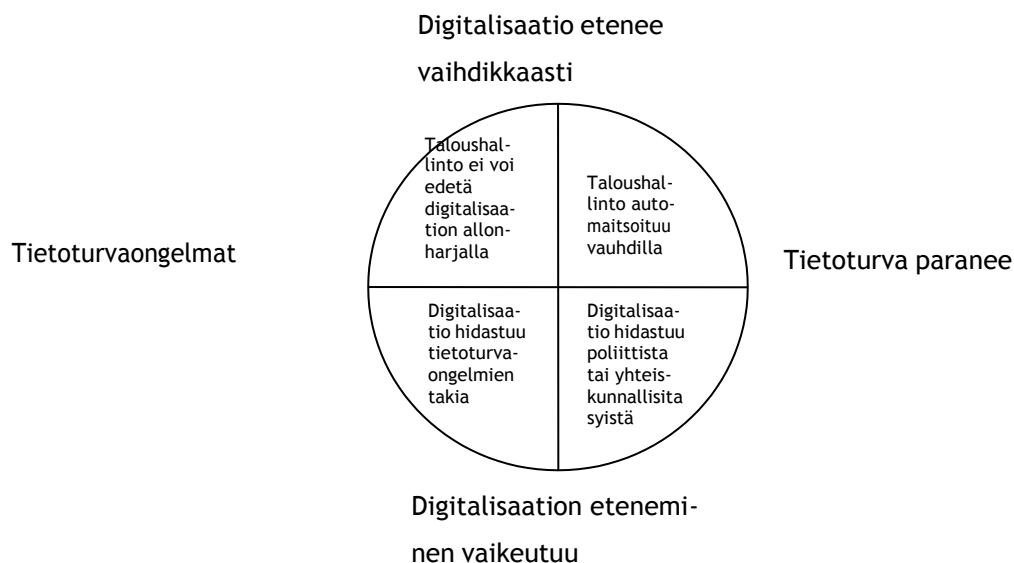 Digitalisaatio etenee
vaihdikkaasti
Taloushal-
linto ei voi
edetä
digitalisaa-
tion allon-
harjalla
Taloushal-
linto auto-
maitsoituu
vauhdilla
Tietoturvaongelmat
Tietoturva paranee
Digitalisaa-
tio hidastuu
tietoturva-
ongelmien
takia
Digitalisaa-
tio hidastuu
poliittista
tai yhteis-
kunnallisita
syistä
Digitalisaation etenemi-
nen vaikeutuu